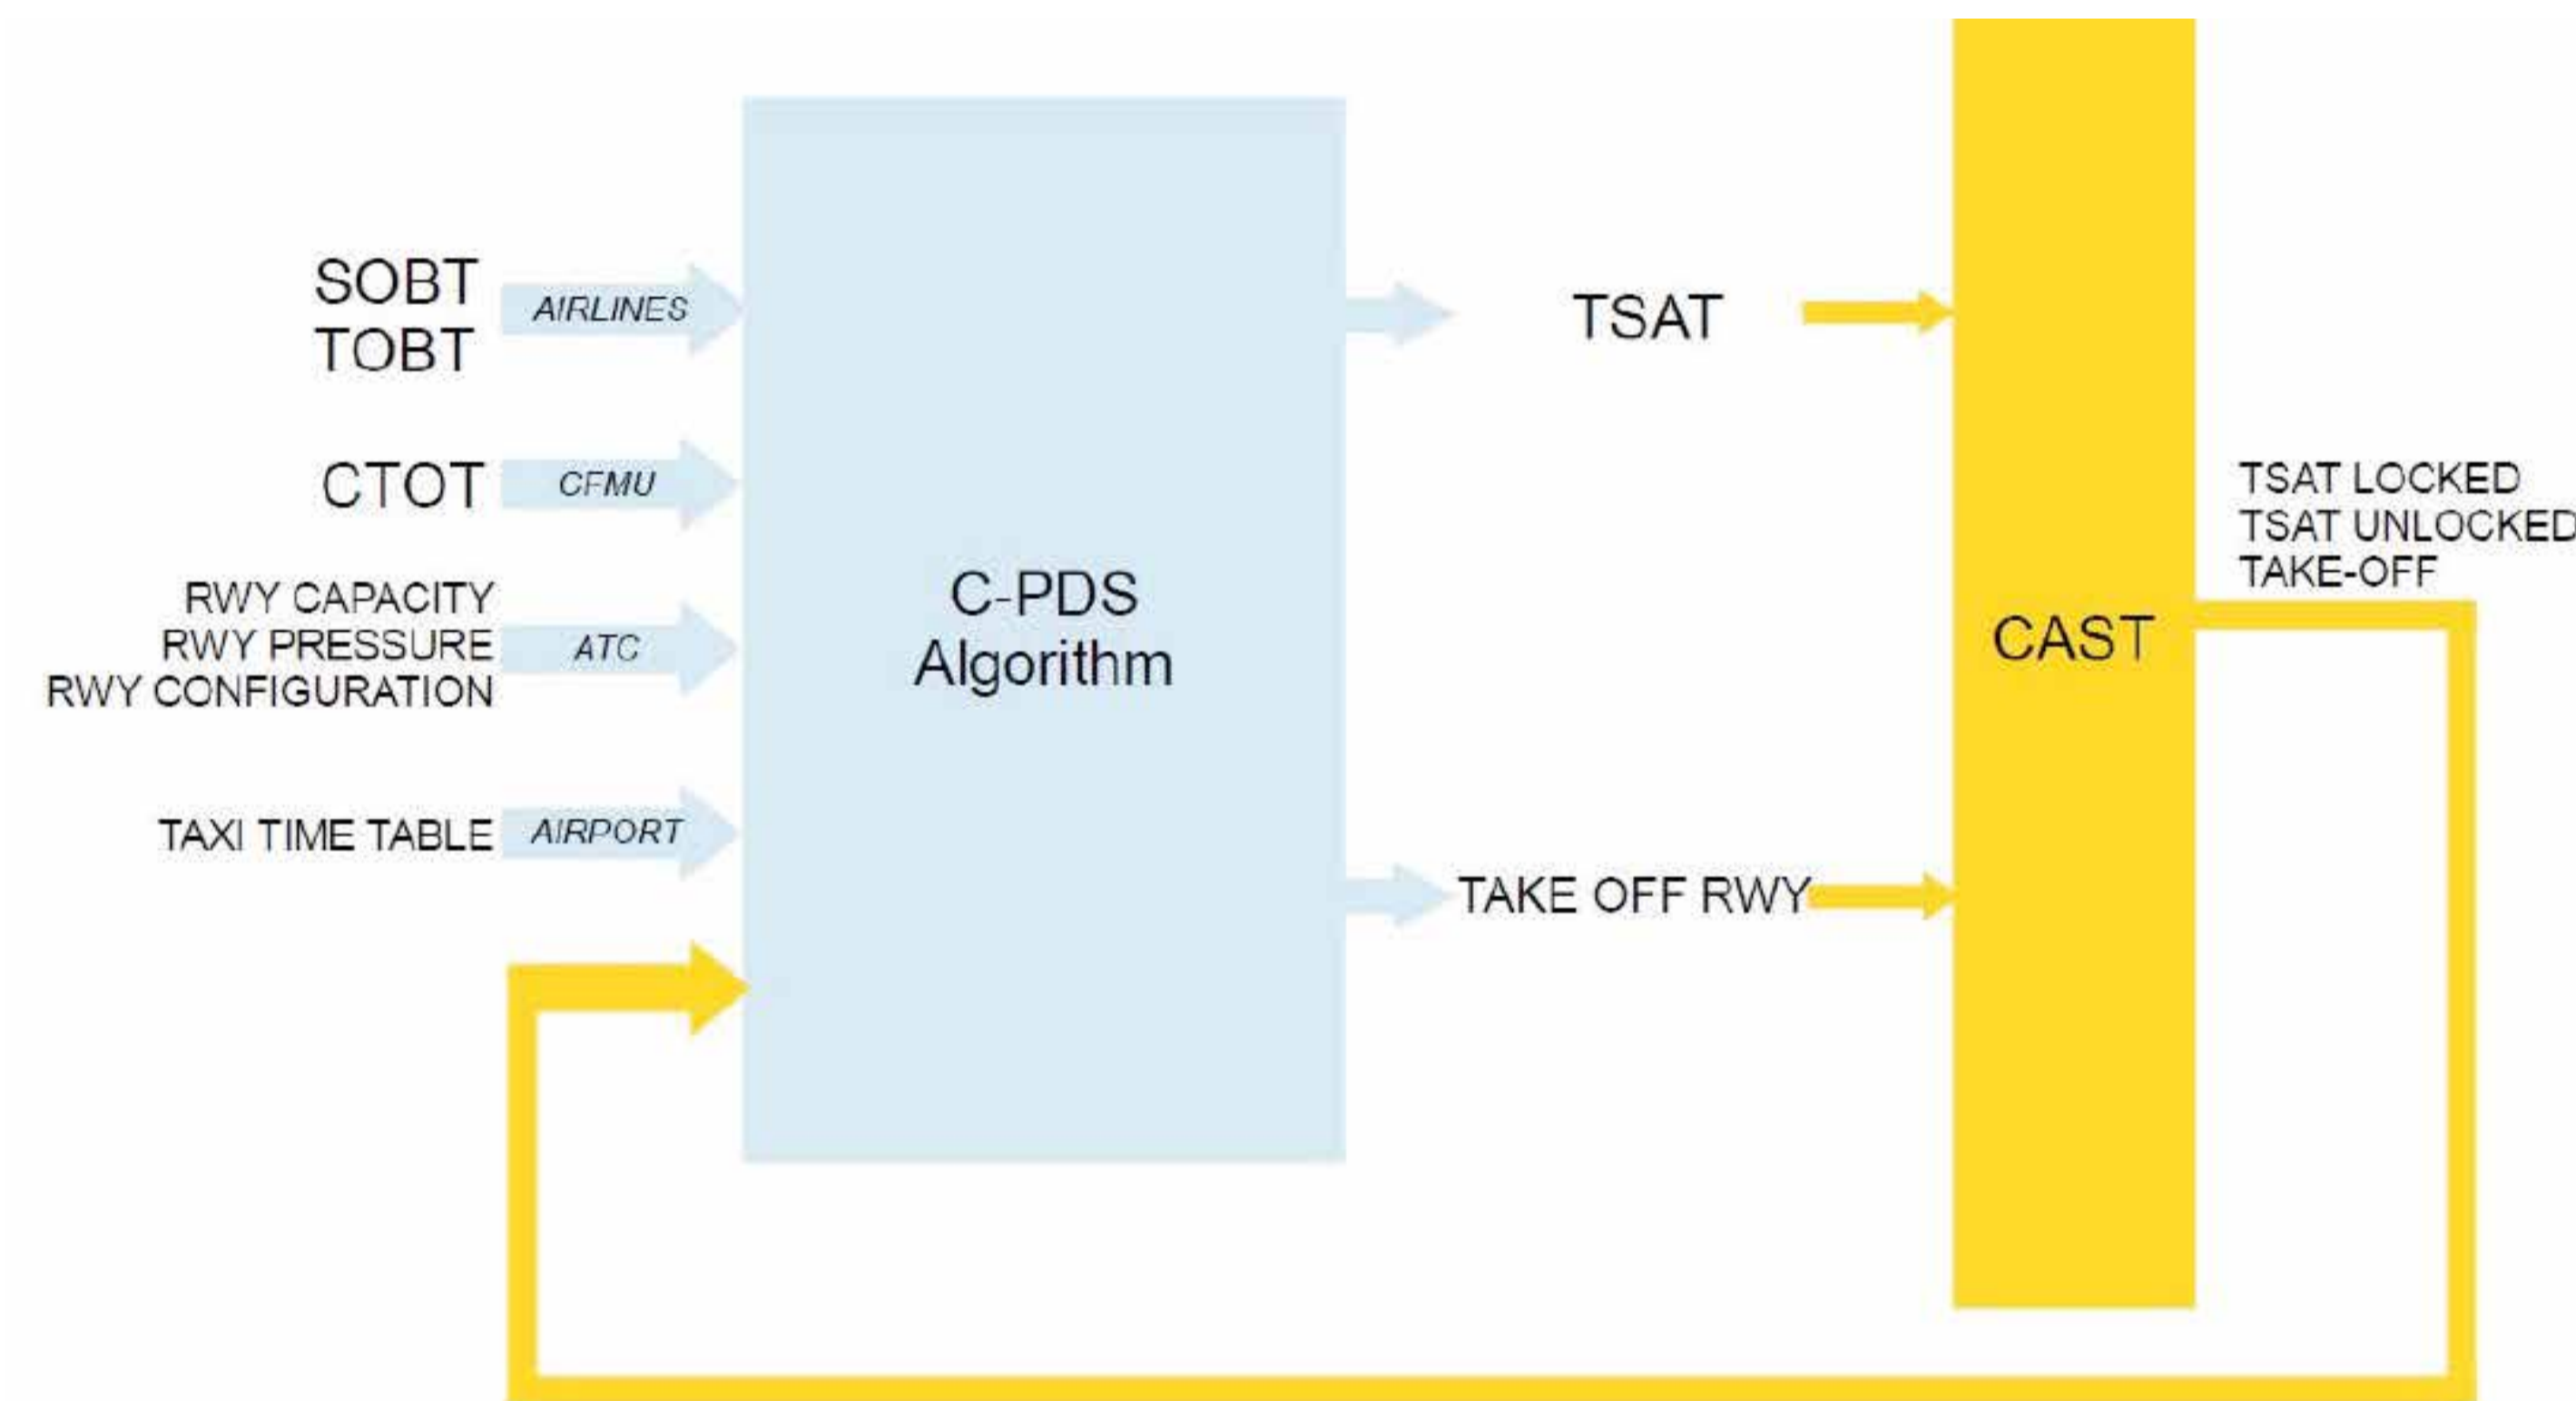 SOBT
TOBT
AIRLINES
CTOT
CFMU
RWY CAPACITY
RWY PRESSURE
RWY CONFIGURATION
ATC
TAXI TIME TABLE
AIRPORT
C-PDS
Algorithm
TSAT
TAKE OFF RWY
CAST
TSAT LOCKED
TSAT UNLOCKED
TAKE-OFF